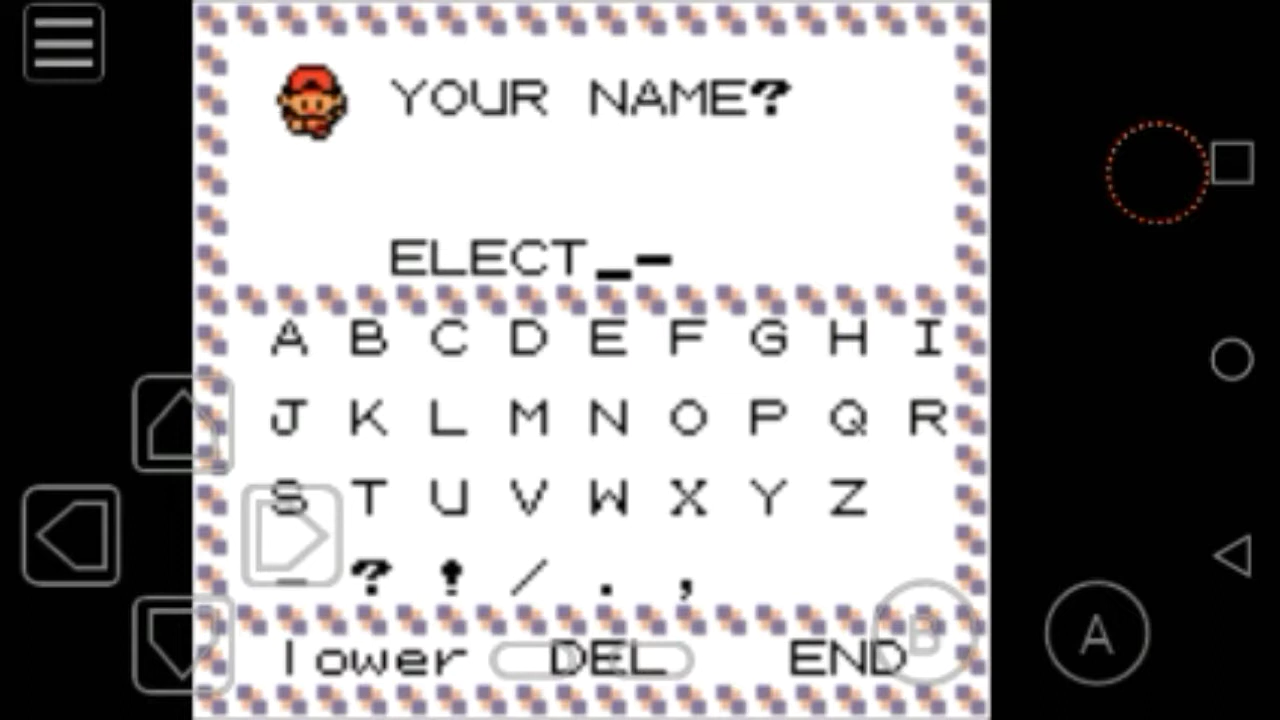 YOUR NAME?
ELECT_-
A B C D E F G H I
J K L M N O P Q R
S T U V W X Y Z
- ? ! / . ,
lower DEL END
B
A